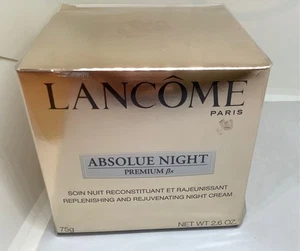 LANCÔME
PARIS
ABSOLUE NIGHT
PREMIUM βx
SOIN NUIT RECONSTITUANT ET RAJEUNISSANT
REPLENISHING AND REJUVENATING NIGHT CREAM
75g NET WT 2.6 OZ.